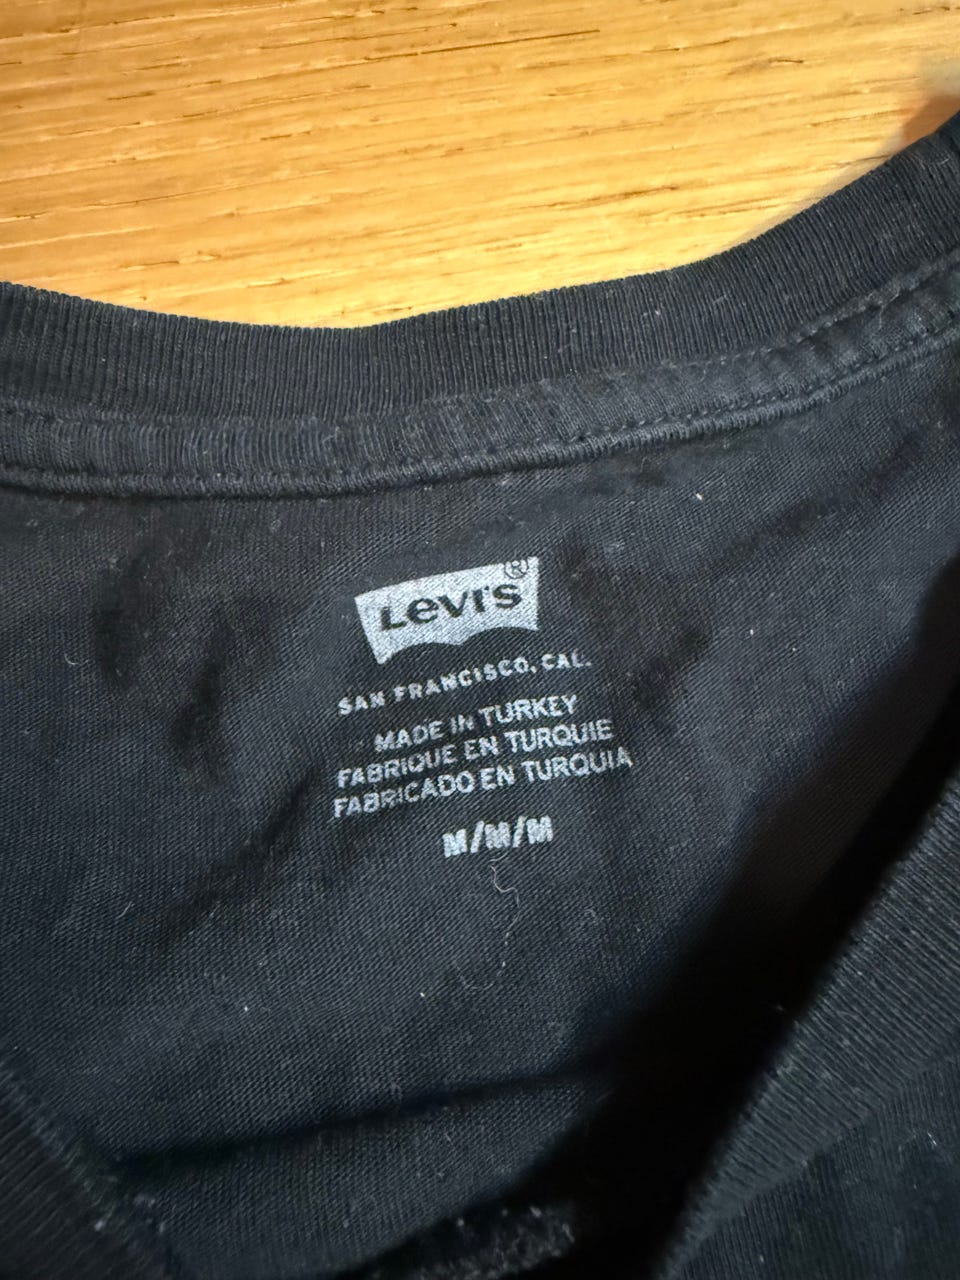 Levi's®
SAN FRANCISCO, CAL.
MADE IN TURKEY
FABRIQUE EN TURQUIE
FABRICADO EN TURQUIA
M/M/M